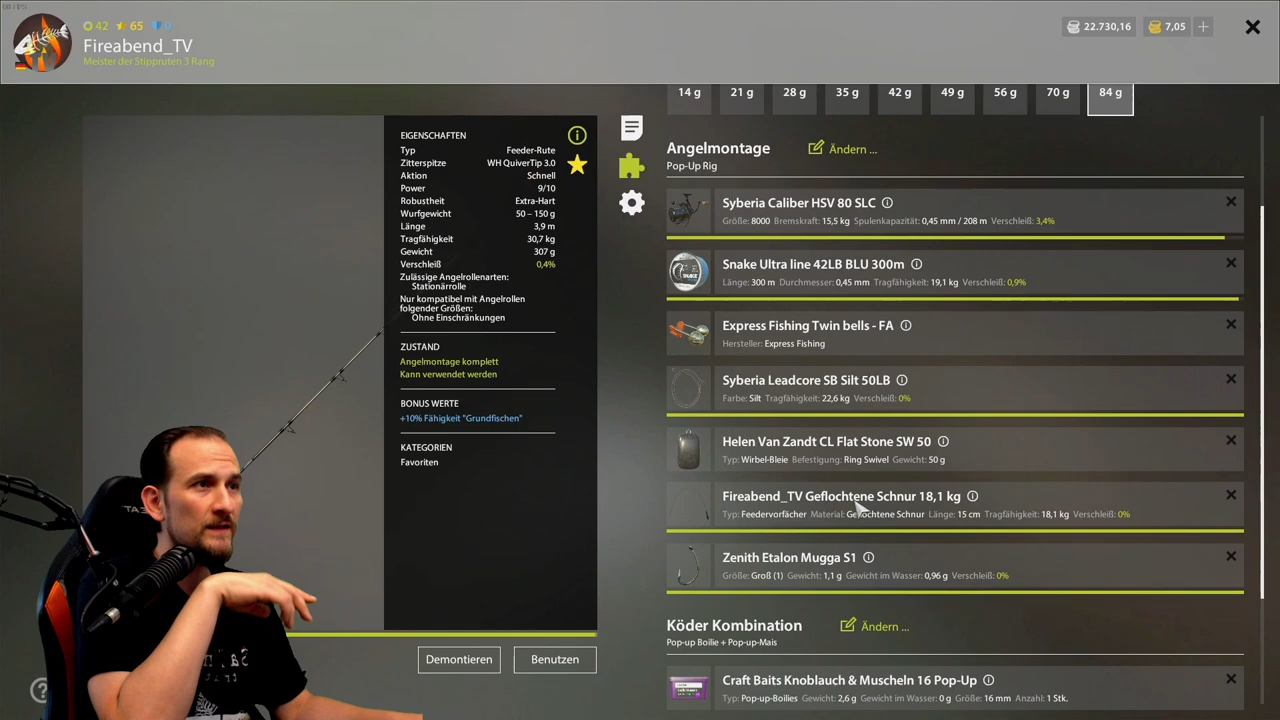 42 65 0
Fireabend_TV
Meister der Stippruten 3 Rang
22.730,16 7,05 +
14 g 21 g 28 g 35 g 42 g 49 g 56 g 70 g 84 g
EIGENSCHAFTEN
Typ Feeder-Rute
Zitterspitze WH QuiverTip 3.0
Aktion Schnell
Power 9/10
Robustheit Extra-Hart
Wurfgewicht 50 – 150 g
Länge 3,9 m
Tragfähigkeit 30,7 kg
Gewicht 307 g
Verschleiß 0,4%
Zulässige Angelrollenarten:
Stationärrolle
Nur kompatibel mit Angelrollen
folgender Größen:
Ohne Einschränkungen
ZUSTAND
Angelmontage komplett
Kann verwendet werden
BONUS WERTE
+10% Fähigkeit "Grundfischen"
KATEGORIEN
Favoriten
Demontieren Benutzen
Angelmontage Ändern ...
Pop-Up Rig
Syberia Caliber HSV 80 SLC
Größe: 8000 Bremskraft: 15,5 kg Spulenkapazität: 0,45 mm / 208 m Verschleiß: 3,4%
Snake Ultra line 42LB BLU 300m
Länge: 300 m Durchmesser: 0,45 mm Tragfähigkeit: 19,1 kg Verschleiß: 0,9%
Express Fishing Twin bells - FA
Hersteller: Express Fishing
Syberia Leadcore SB Silt 50LB
Farbe: Silt Tragfähigkeit: 22,6 kg Verschleiß: 0%
Helen Van Zandt CL Flat Stone SW 50
Typ: Wirbel-Bleie Befestigung: Ring Swivel Gewicht: 50 g
Fireabend_TV Geflochtene Schnur 18,1 kg
Typ: Feedervorfächer Material: Geflochtene Schnur Länge: 15 cm Tragfähigkeit: 18,1 kg Verschleiß: 0%
Zenith Etalon Mugga S1
Größe: Groß (1) Gewicht: 1,1 g Gewicht im Wasser: 0,96 g Verschleiß: 0%
Köder Kombination Ändern ...
Pop-up Boilie + Pop-up-Mais
Craft Baits Knoblauch & Muscheln 16 Pop-Up
Typ: Pop-up-Boilies Gewicht: 2,6 g Gewicht im Wasser: 0 g Größe: 16 mm Anzahl: 1 Stk.